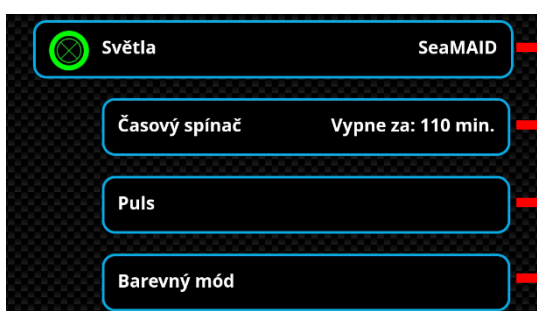 Světla SeaMAID
Časový spínač Vypne za: 110 min.
Puls
Barevný mód